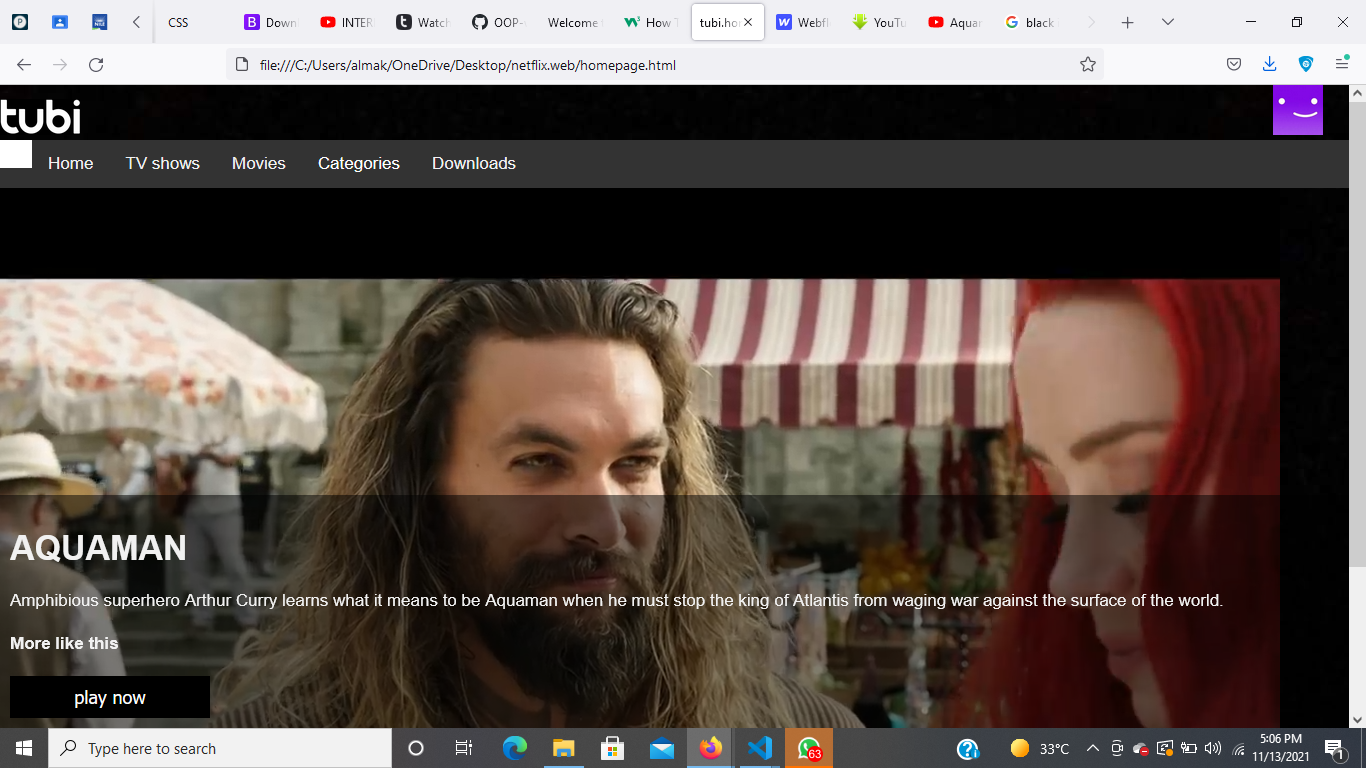 CSS
Down
INTER
Watch
OOP-
Welcome
How T
tubi.hor
Webfl
YouTu
Aquar
black
file:///C:/Users/almak/OneDrive/Desktop/netflix.web/homepage.html
tubi
Home TV shows Movies Categories Downloads
AQUAMAN
Amphibious superhero Arthur Curry learns what it means to be Aquaman when he must stop the king of Atlantis from waging war against the surface of the world.
More like this
play now
Type here to search
63
33°C
5:06 PM
11/13/2021
1